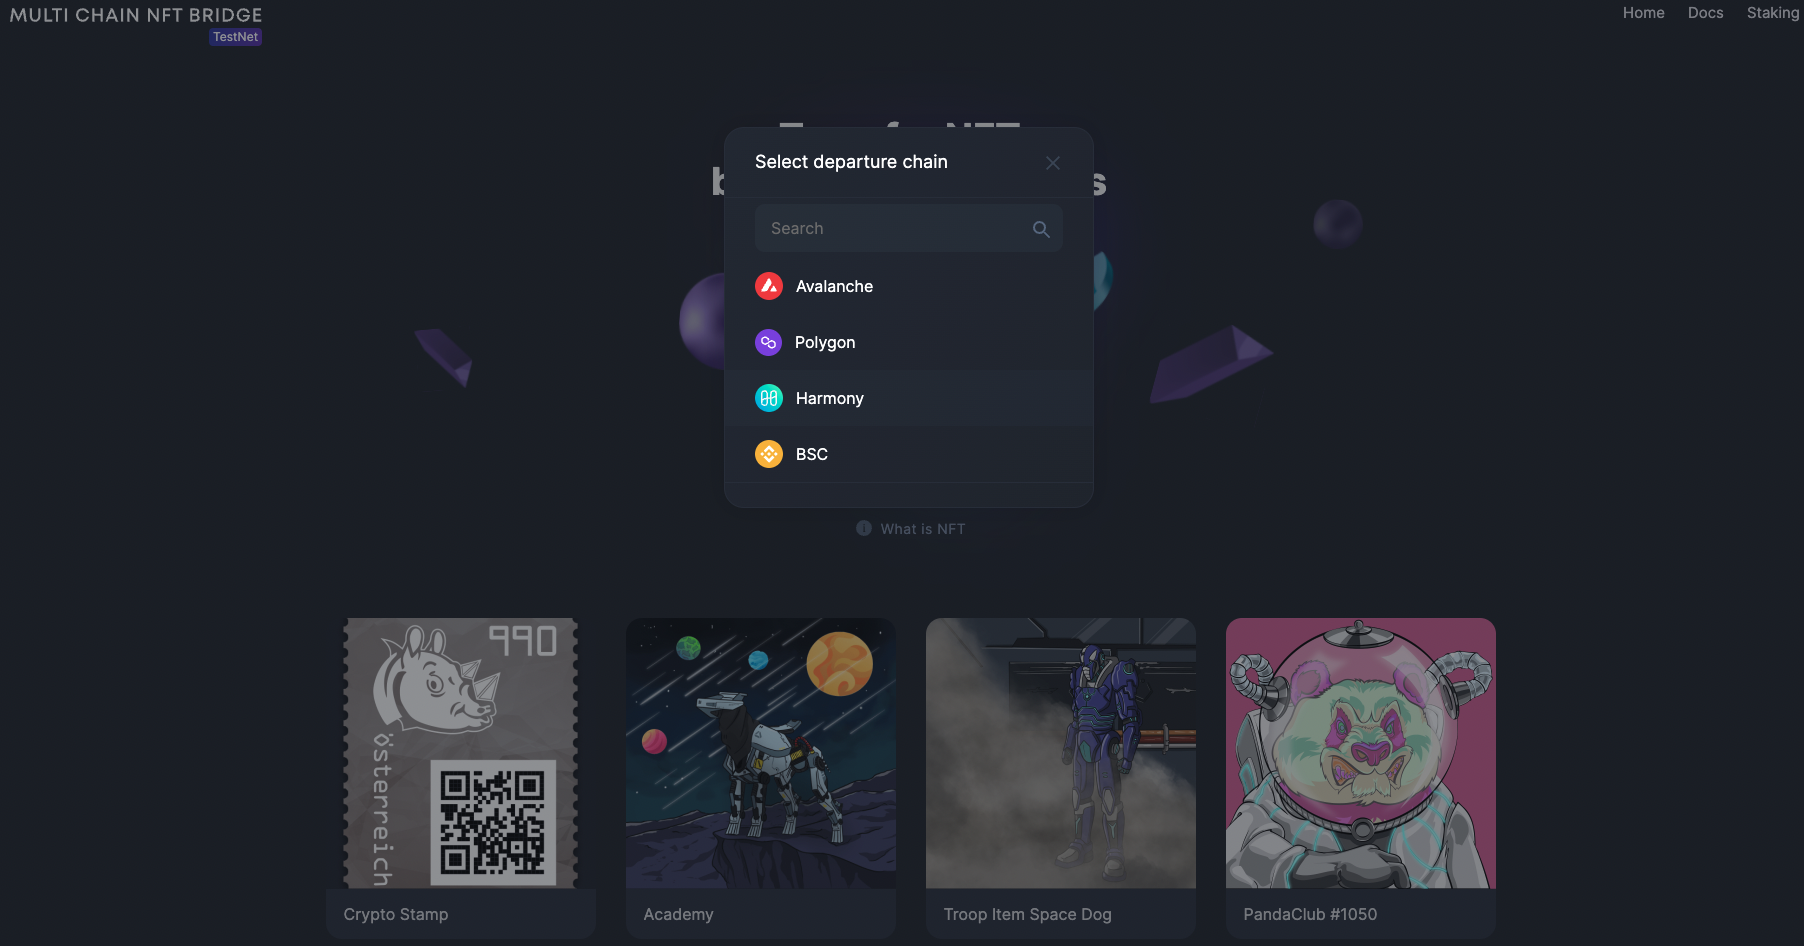 MULTI CHAIN NFT BRIDGE
TestNet
Home Docs Staking
Select departure chain
Search
Avalanche
Polygon
Harmony
BSC
What is NFT
990
österreich
Crypto Stamp
Academy
Troop Item Space Dog
PandaClub #1050